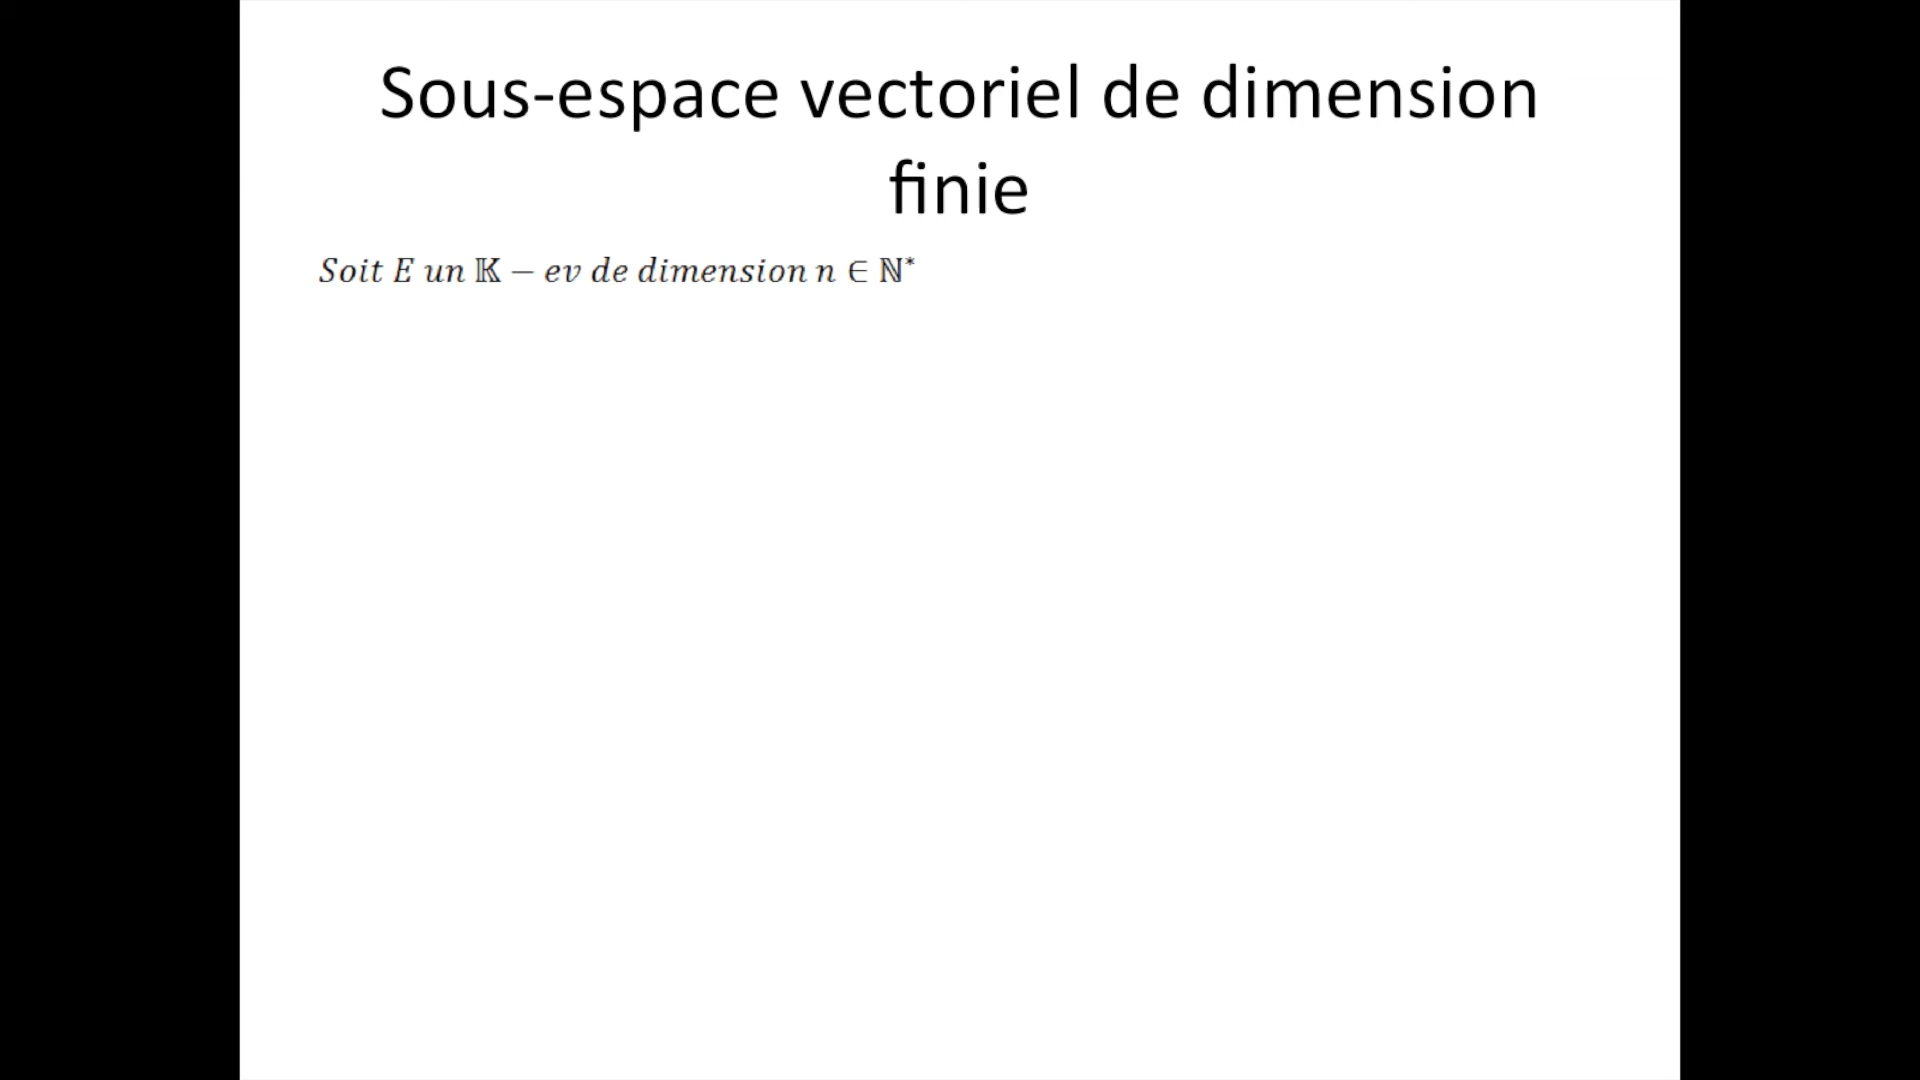 Sous-espace vectoriel de dimension
finie
Soit E un 𝕂 − ev de dimension n ∈ ℕ*